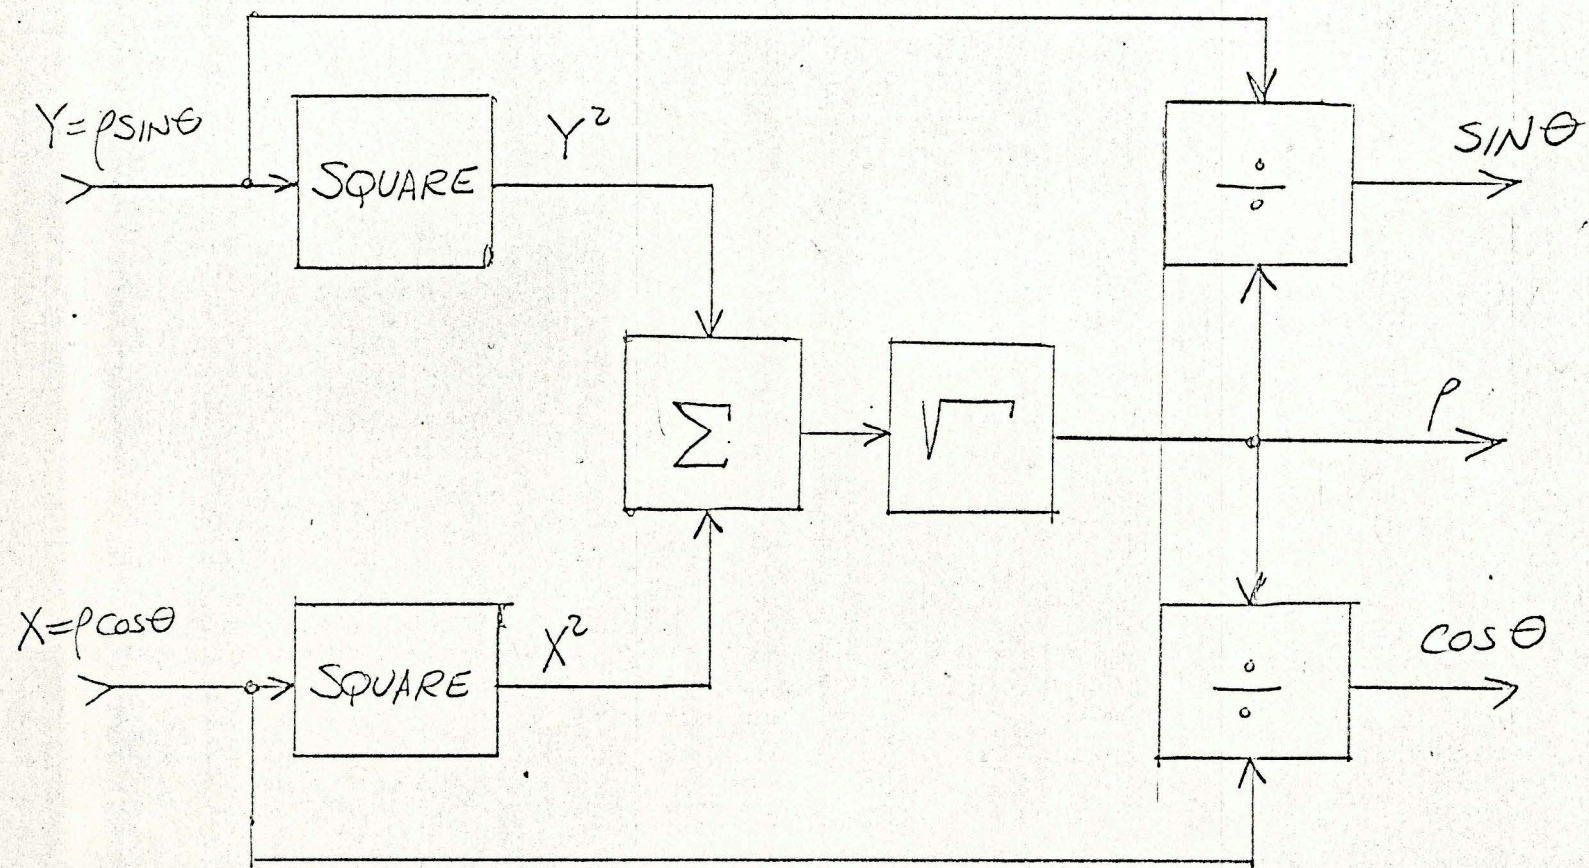 Y=ρSINθ
SQUARE
Y²
÷
SINθ
Σ
√
ρ
X=ρCOSθ
SQUARE
X²
÷
COSθ